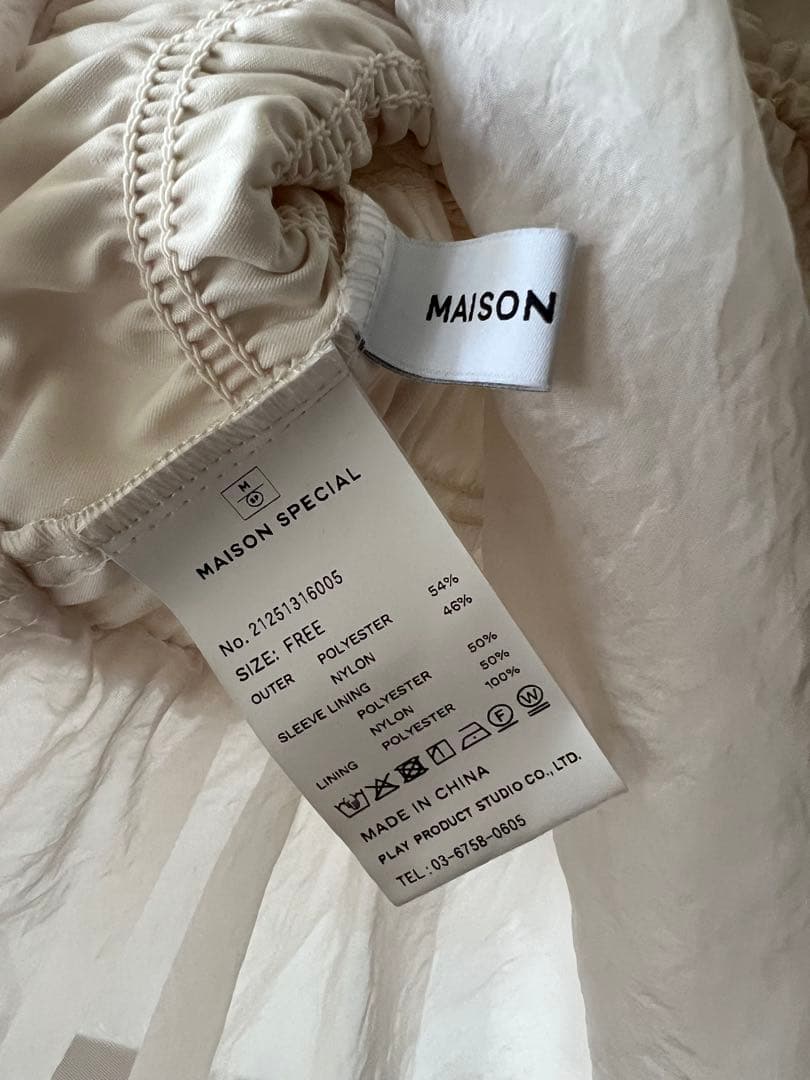 MAISON
M
SP
MAISON SPECIAL
No. 21251316005
SIZE: FREE
OUTER POLYESTER 54%
NYLON 46%
SLEEVE LINING
POLYESTER 50%
NYLON 50%
LINING POLYESTER 100%
F W
MADE IN CHINA
PLAY PRODUCT STUDIO CO., LTD.
TEL : 03-6758-0605